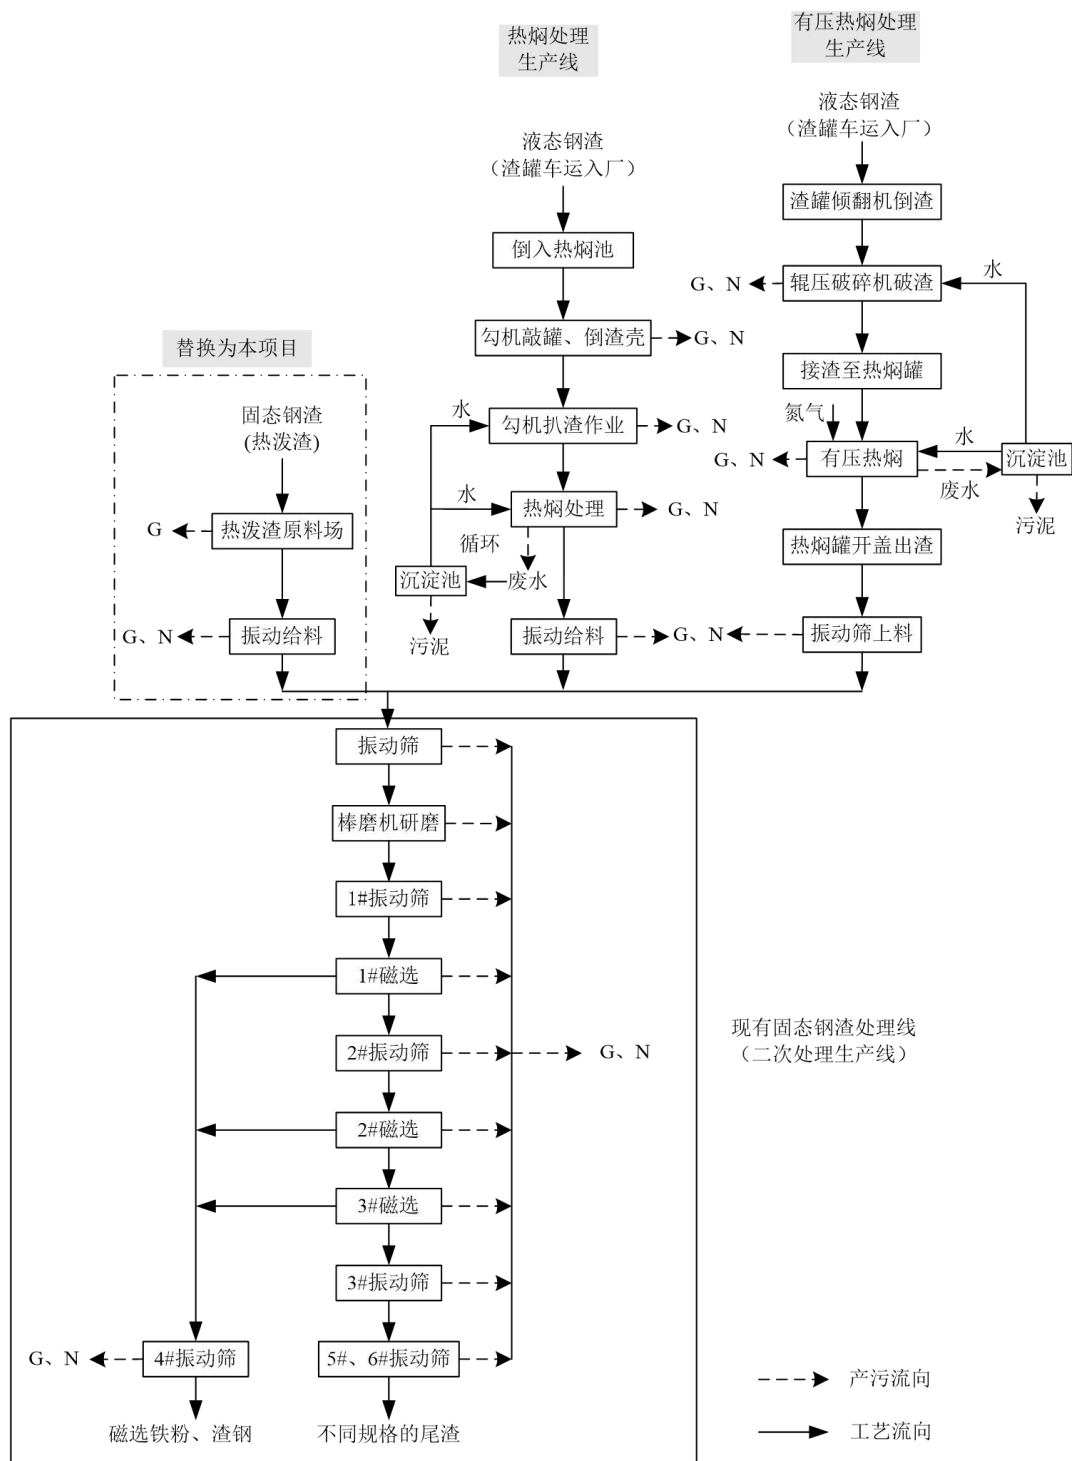 热焖处理
生产线
有压热焖处理
生产线
液态钢渣
（渣罐车运入厂）
液态钢渣
（渣罐车运入厂）
渣罐倾翻机倒渣
倒入热焖池
水
G、N
辊压破碎机破渣
勾机敲罐、倒渣壳
G、N
替换为本项目
接渣至热焖罐
固态钢渣
(热泼渣)
水
勾机扒渣作业
G、N
氮气
水
G、N
有压热焖
沉淀池
废水
污泥
G
热泼渣原料场
水
热焖处理
G、N
循环
热焖罐开盖出渣
沉淀池
废水
污泥
G、N
振动给料
振动给料
G、N
振动筛上料
振动筛
棒磨机研磨
1#振动筛
1#磁选
2#振动筛
G、N
现有固态钢渣处理线
（二次处理生产线）
2#磁选
3#磁选
3#振动筛
G、N
4#振动筛
5#、6#振动筛
磁选铁粉、渣钢
不同规格的尾渣
产污流向
工艺流向